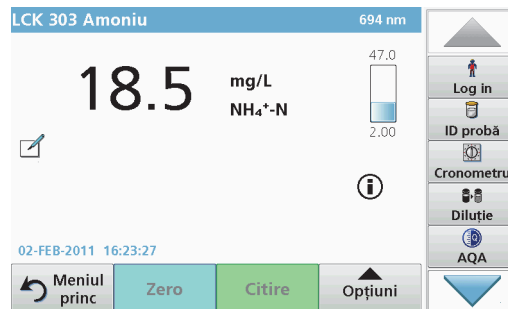 LCK 303 Amoniu 694 nm
47.0
18.5 mg/L
NH₄⁺-N
2.00
02-FEB-2011 16:23:27
Meniul
princ
Zero
Citire
Opțiuni
Log in
ID probă
Cronometru
Diluție
AQA